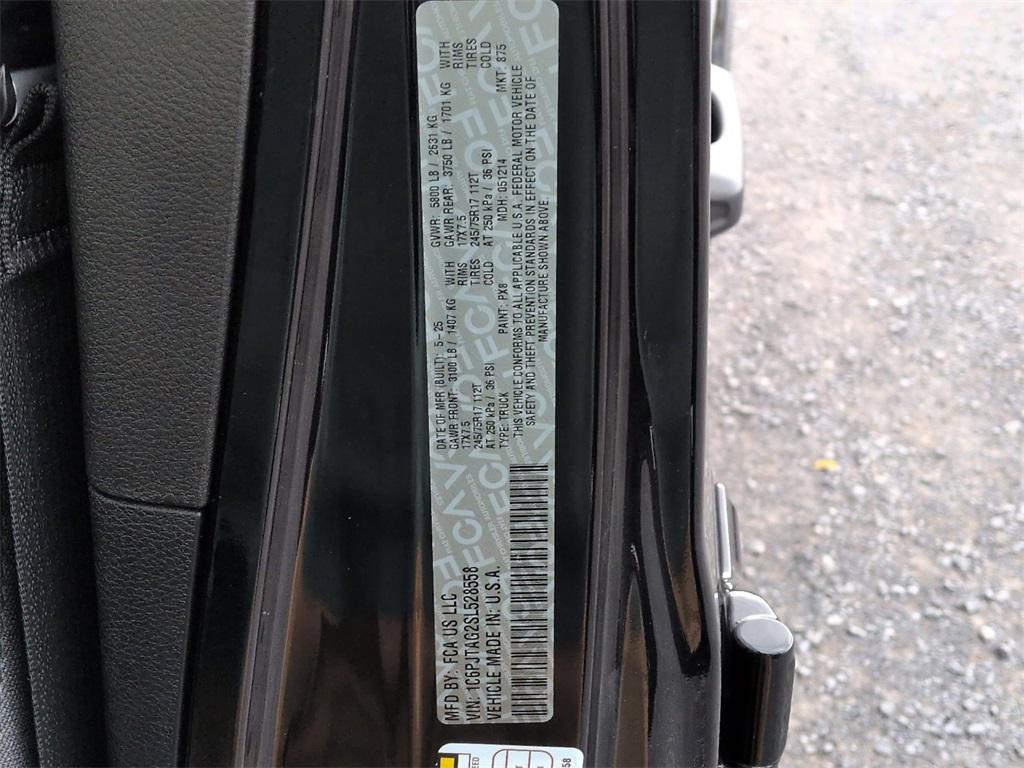 MFD BY: FCA US LLC
VIN: 1C6PJTAG2SL528558
VEHICLE MADE IN: U.S.A.
DATE OF MFR (BUILT): 5-25
GAWR FRONT: 3100 LB / 1407 KG WITH
17X7.5 RIMS
245/75R17 112T TIRES
AT 250 kPa / 36 PSI COLD
TYPE: TRUCK PAINT: PX8
GVWR: 5800 LB / 2631 KG
GAWR REAR: 3750 LB / 1701 KG WITH
17X7.5 RIMS
245/75R17 112T TIRES
AT 250 kPa / 36 PSI COLD
MDH: 051214 MKT: 875
THIS VEHICLE CONFORMS TO ALL APPLICABLE U.S.A. FEDERAL MOTOR VEHICLE
SAFETY AND THEFT PREVENTION STANDARDS IN EFFECT ON THE DATE OF
MANUFACTURE SHOWN ABOVE.